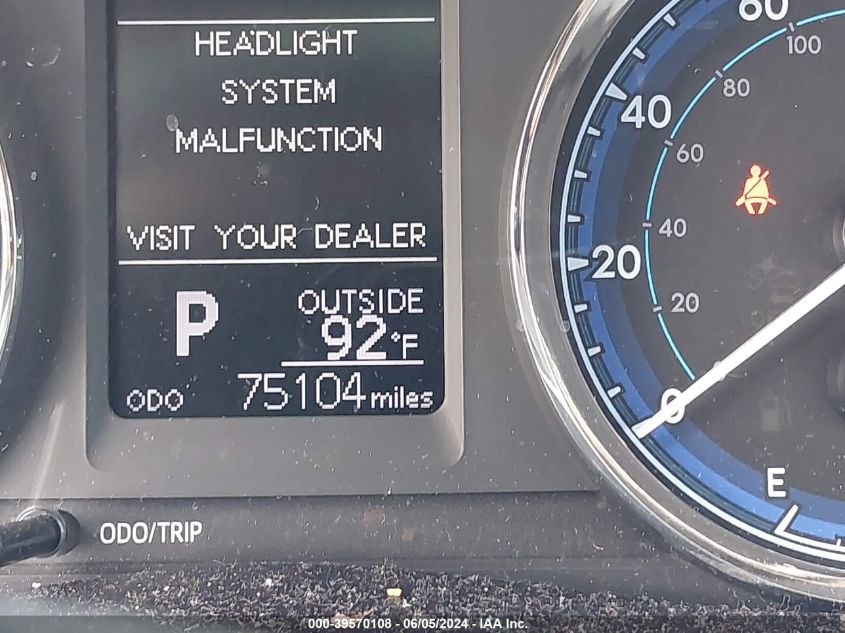 HEADLIGHT
SYSTEM
MALFUNCTION
VISIT YOUR DEALER
P
OUTSIDE
92°F
ODO 75104 miles
ODO/TRIP
60
100
80
40
60
40
20
20
0
E
000-39570108 - 06/05/2024 - IAA Inc.